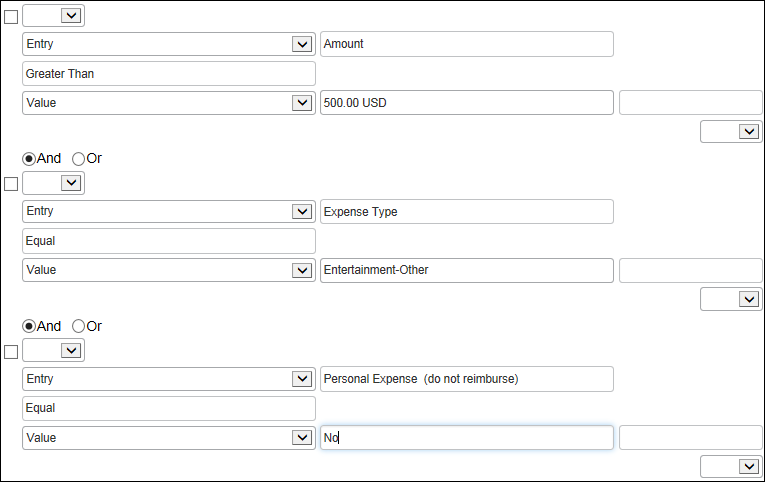 Entry Amount
Greater Than
Value 500.00 USD
And Or
Entry Expense Type
Equal
Value Entertainment-Other
And Or
Entry Personal Expense (do not reimburse)
Equal
Value No